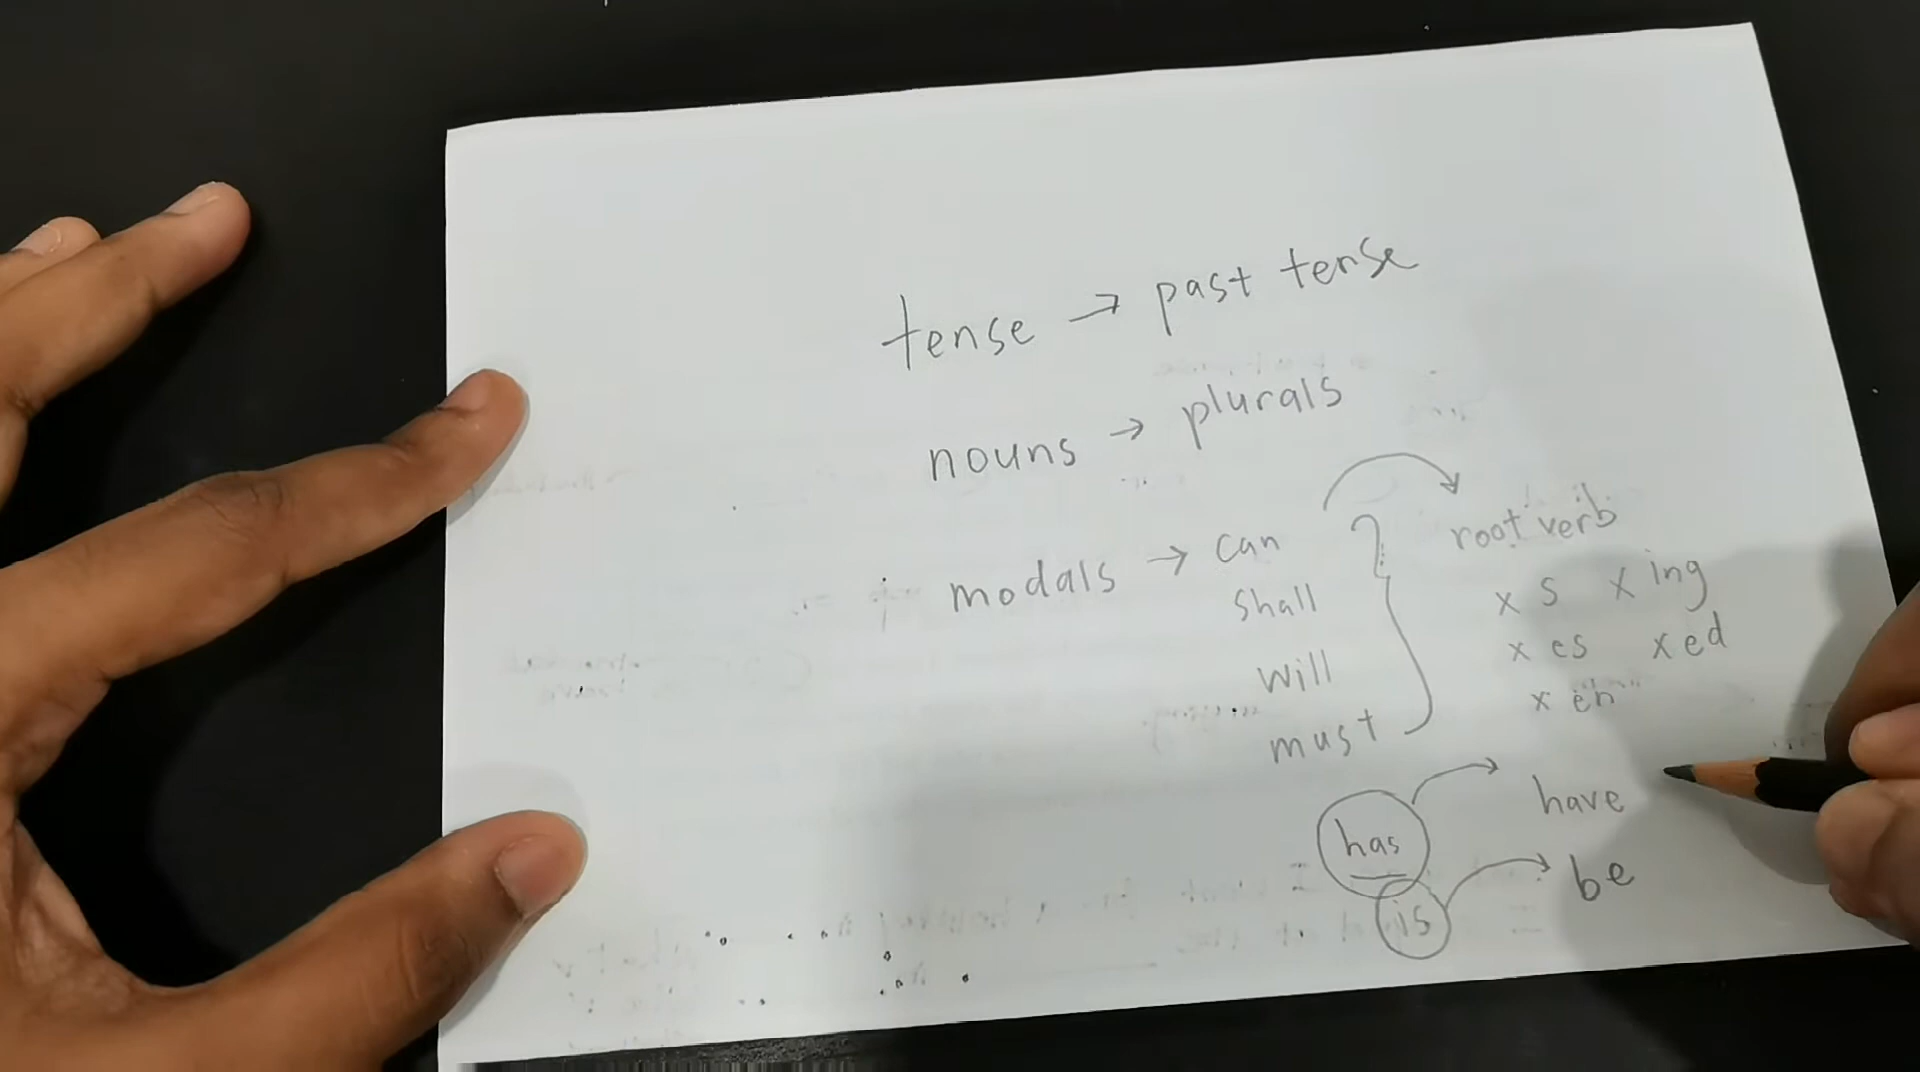 tense → past tense
nouns → plurals
modals → can
shall
will
must
root verb
x s x ing
x es x ed
x en
has → have
is → be